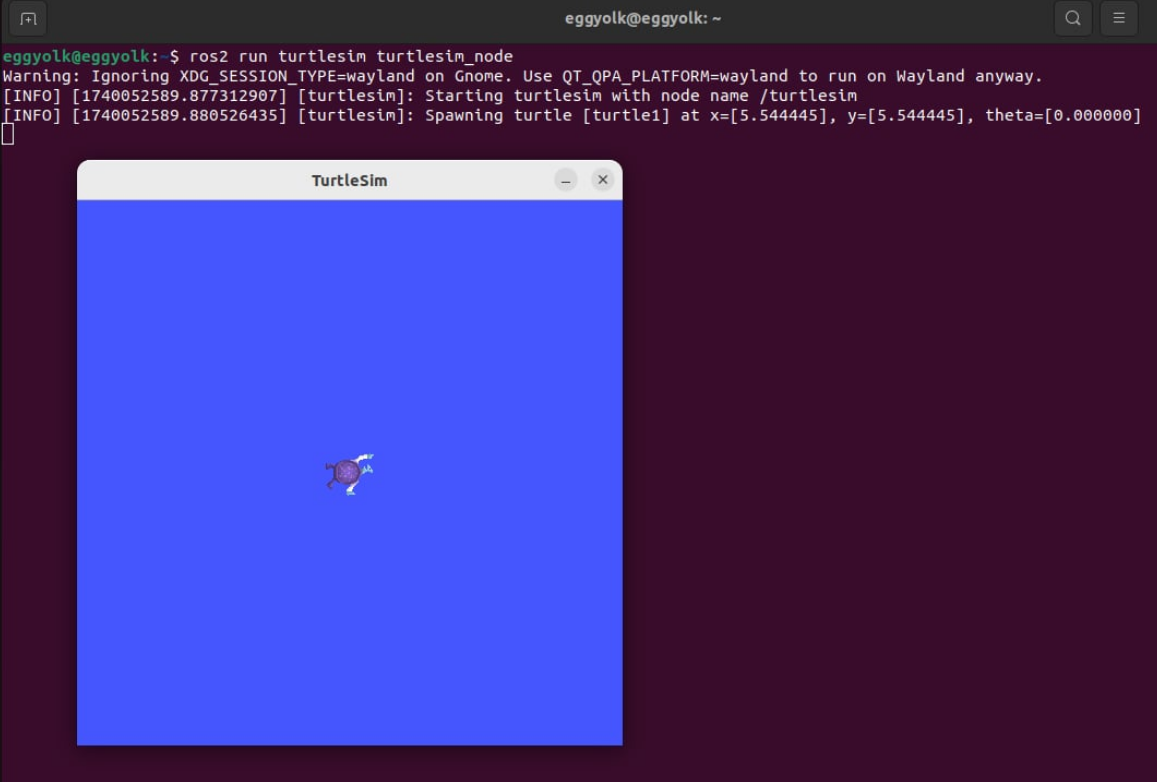 eggyolk@eggyolk: ~
eggyolk@eggyolk:~$ ros2 run turtlesim turtlesim_node
Warning: Ignoring XDG_SESSION_TYPE=wayland on Gnome. Use QT_QPA_PLATFORM=wayland to run on Wayland anyway.
[INFO] [1740052589.877312907] [turtlesim]: Starting turtlesim with node name /turtlesim
[INFO] [1740052589.880526435] [turtlesim]: Spawning turtle [turtle1] at x=[5.544445], y=[5.544445], theta=[0.000000]
TurtleSim